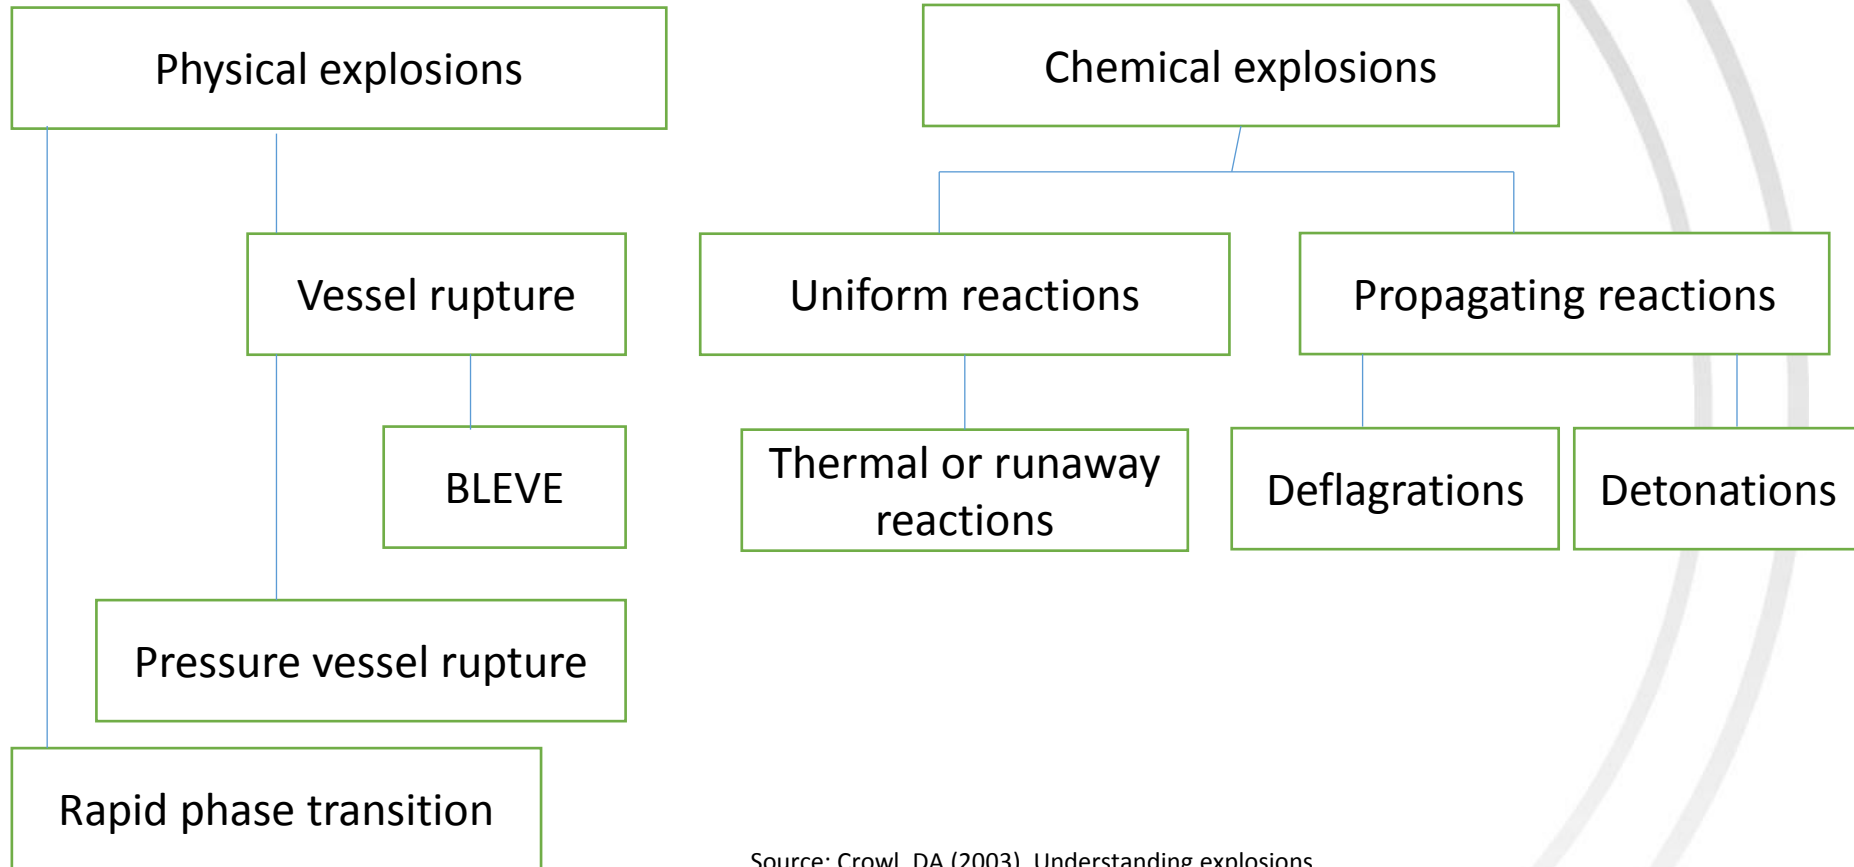 Physical explosions
Chemical explosions
Vessel rupture
Uniform reactions
Propagating reactions
BLEVE
Thermal or runaway
reactions
Deflagrations
Detonations
Pressure vessel rupture
Rapid phase transition
Source: Crowl, DA (2003), Understanding explosions